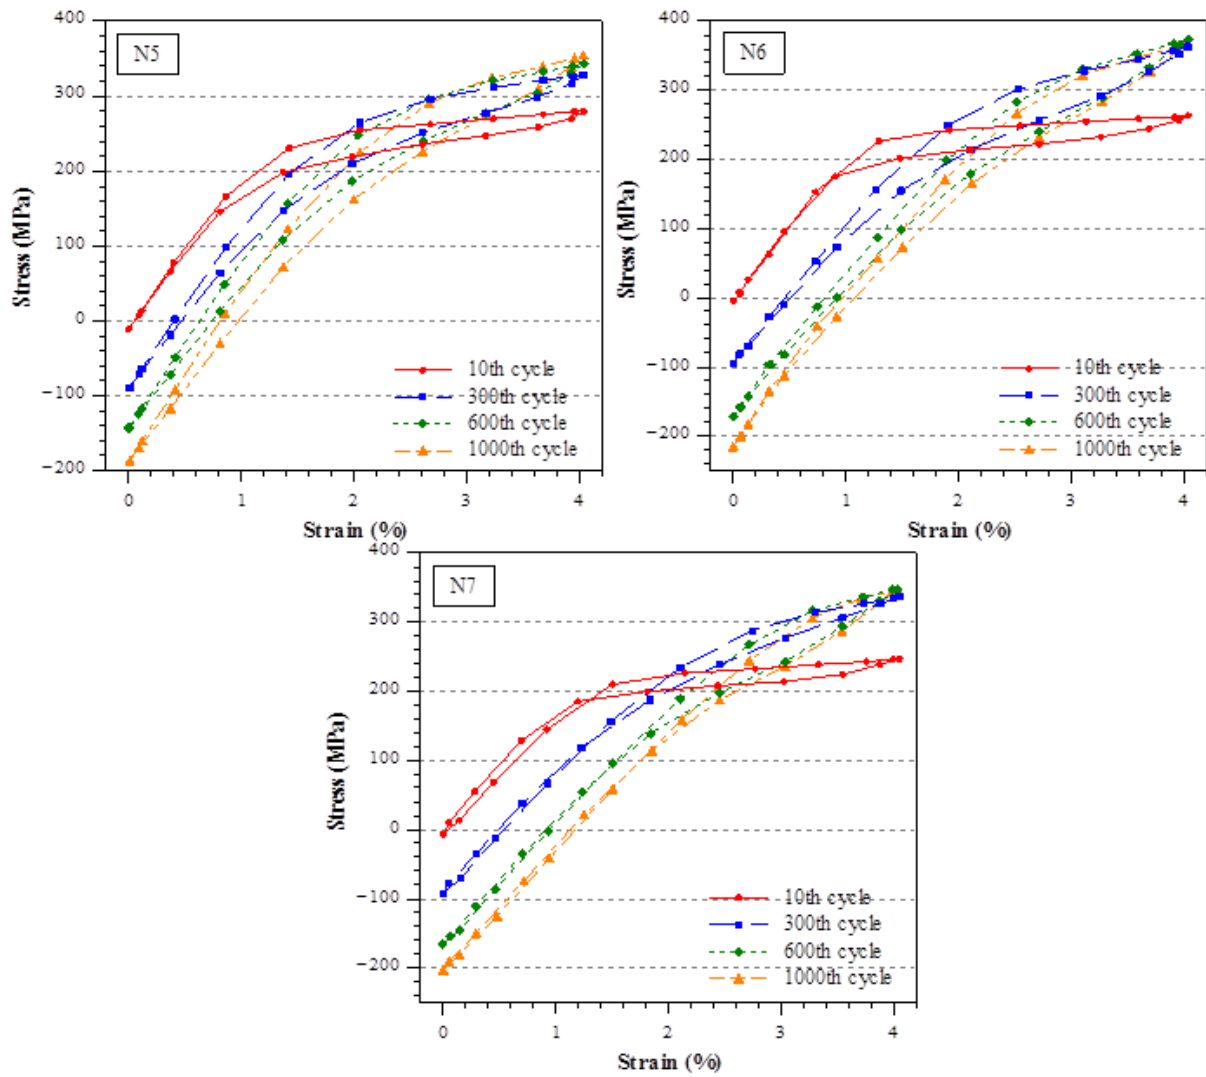 N5
400
300
200
100
0
−100
−200
Stress (MPa)
0 1 2 3 4
Strain (%)
10th cycle
300th cycle
600th cycle
1000th cycle
N6
400
300
200
100
0
−100
−200
Stress (MPa)
0 1 2 3 4
Strain (%)
10th cycle
300th cycle
600th cycle
1000th cycle
N7
400
300
200
100
0
−100
−200
Stress (MPa)
0 1 2 3 4
Strain (%)
10th cycle
300th cycle
600th cycle
1000th cycle